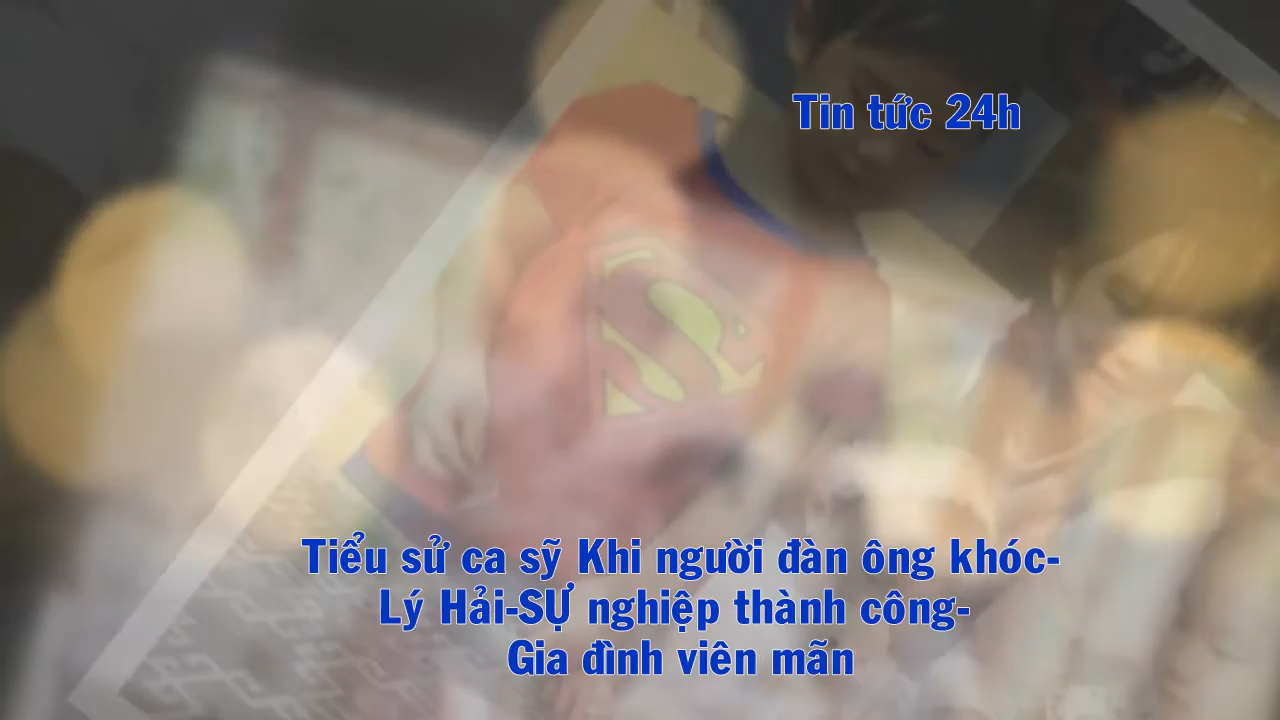 Tin tức 24h
Tiểu sử ca sỹ Khi người đàn ông khóc-
Lý Hải-SỰ nghiệp thành công-
Gia đình viên mãn